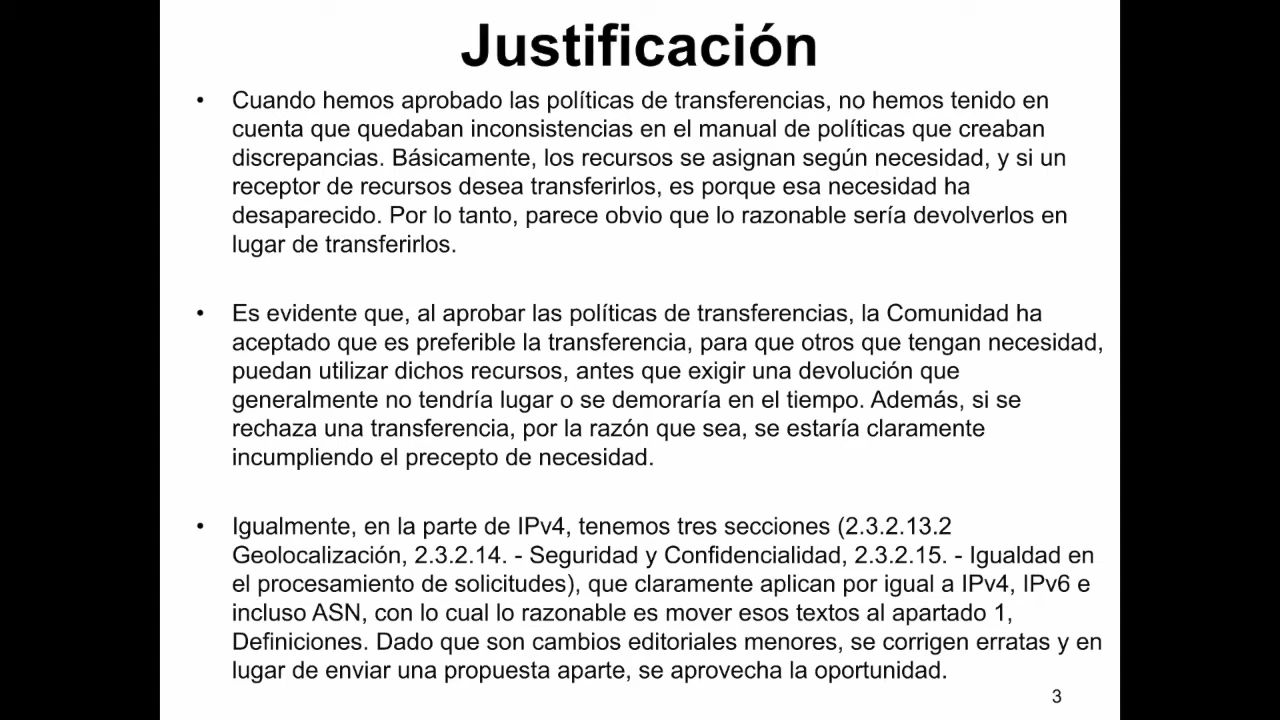 Justificación
• Cuando hemos aprobado las políticas de transferencias, no hemos tenido en
cuenta que quedaban inconsistencias en el manual de políticas que creaban
discrepancias. Básicamente, los recursos se asignan según necesidad, y si un
receptor de recursos desea transferirlos, es porque esa necesidad ha
desaparecido. Por lo tanto, parece obvio que lo razonable sería devolverlos en
lugar de transferirlos.
• Es evidente que, al aprobar las políticas de transferencias, la Comunidad ha
aceptado que es preferible la transferencia, para que otros que tengan necesidad,
puedan utilizar dichos recursos, antes que exigir una devolución que
generalmente no tendría lugar o se demoraría en el tiempo. Además, si se
rechaza una transferencia, por la razón que sea, se estaría claramente
incumpliendo el precepto de necesidad.
• Igualmente, en la parte de IPv4, tenemos tres secciones (2.3.2.13.2
Geolocalización, 2.3.2.14. - Seguridad y Confidencialidad, 2.3.2.15. - Igualdad en
el procesamiento de solicitudes), que claramente aplican por igual a IPv4, IPv6 e
incluso ASN, con lo cual lo razonable es mover esos textos al apartado 1,
Definiciones. Dado que son cambios editoriales menores, se corrigen erratas y en
lugar de enviar una propuesta aparte, se aprovecha la oportunidad.
3